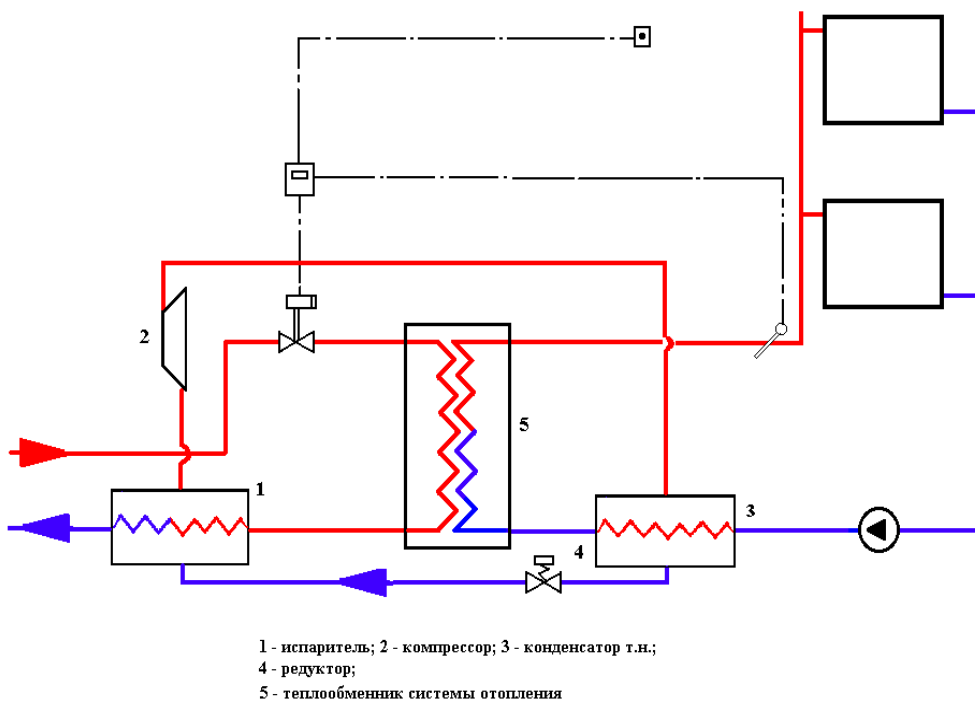 2
1
5
3
4
1 - испаритель; 2 - компрессор; 3 - конденсатор т.н.;
4 - редуктор;
5 - теплообменник системы отопления